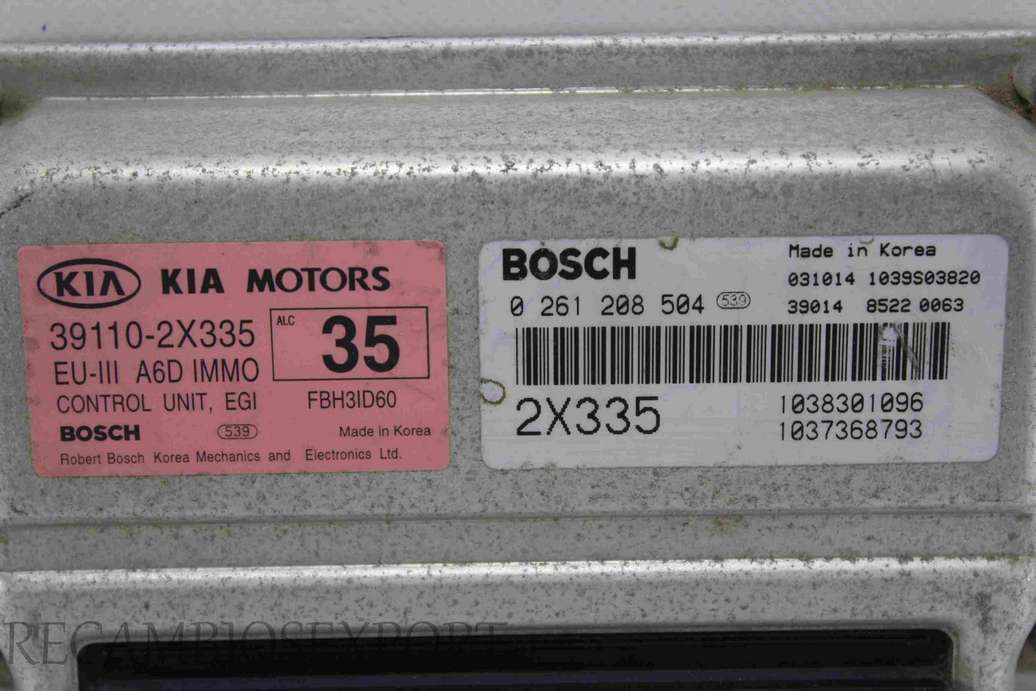 KIA KIA MOTORS
39110-2X335
ALC 35
EU-III A6D IMMO
CONTROL UNIT, EGI FBH3ID60
BOSCH 539 Made in Korea
Robert Bosch Korea Mechanics and Electronics Ltd.
BOSCH
0 261 208 504 539
Made in Korea
031014 1039S03820
39014 8522 0063
2X335
1038301096
1037368793
RECAMBIOSEXPORT